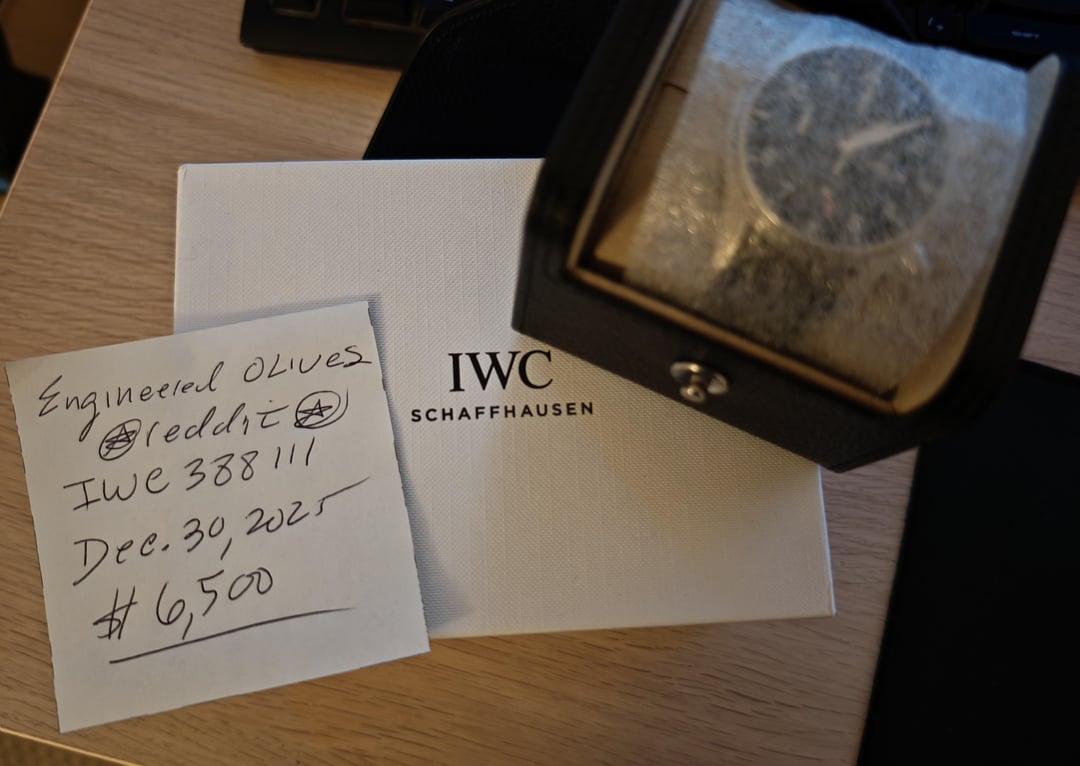 Engineered OLIVES
reddit
IWC 388111
Dec. 30, 2025
$ 6,500
IWC
SCHAFFHAUSEN